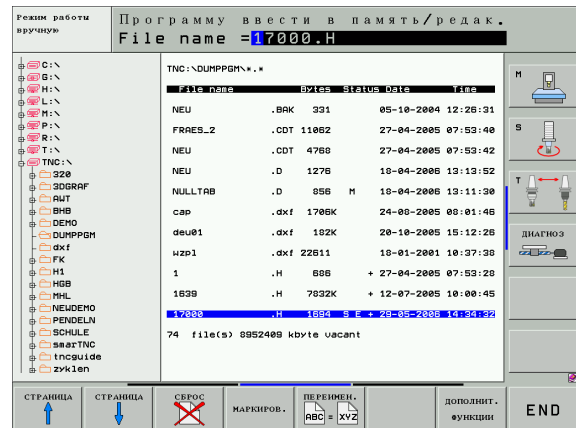 Режим работы
вручную
Программу ввести в память/редак.
File name =17000.H
C:\
G:\
H:\
L:\
M:\
P:\
R:\
T:\
TNC:\
320
3DGRAF
AWT
BHB
DEMO
DUMPPGM
dxf
FK
H1
HGB
MHL
NEWDEMO
PENDELN
SCHULE
smarTNC
tncguide
zyklen
TNC:\DUMPPGM\*.*
File name Bytes Status Date Time
NEU .BAK 331 05-10-2004 12:26:31
FRAES_2 .CDT 11062 27-04-2005 07:53:40
NEU .CDT 4768 27-04-2005 07:53:42
NEU .D 1276 18-04-2006 13:13:52
NULLTAB .D 856 M 18-04-2006 13:11:30
cap .dxf 1706K 24-08-2005 08:01:46
deu01 .dxf 182K 20-10-2005 15:12:26
wzpl .dxf 22611 18-01-2001 10:37:38
1 .H 686 + 27-04-2005 07:53:28
1639 .H 7832K + 12-07-2005 10:00:45
17000 .H 1694 S E + 29-05-2006 14:34:32
74 file(s) 8952409 kbyte vacant
M
S
T
ДИАГНОЗ
СТРАНИЦА
СТРАНИЦА
СБРОС
МАРКИРОВ.
ПЕРЕИМЕН.
ABC = XYZ
ДОПОЛНИТ.
ФУНКЦИИ
END